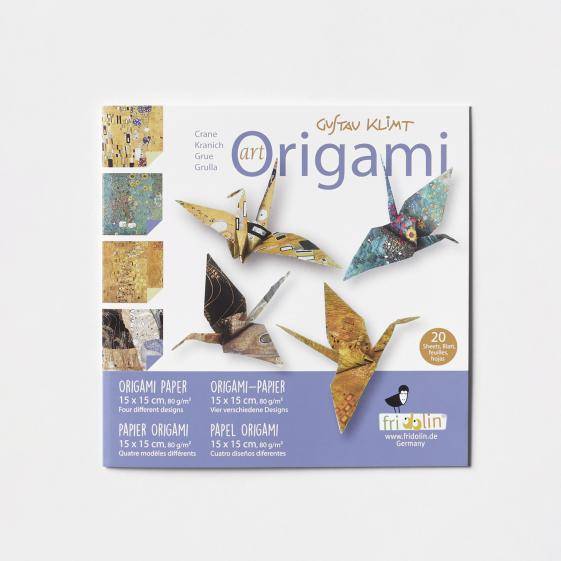 Crane
Kranich
Grue
Grulla
GUSTAV KLIMT
art
Origami
20
Sheets, Blatt,
feuilles,
hojas
ORIGAMI PAPER
15 x 15 cm, 80 g/m²
Four different designs
ORIGAMI-PAPIER
15 x 15 cm, 80 g/m²
Vier verschiedene Designs
PAPIER ORIGAMI
15 x 15 cm, 80 g/m²
Quatre modèles différents
PAPEL ORIGAMI
15 x 15 cm, 80 g/m²
Cuatro diseños diferentes
fridolin
www.fridolin.de
Germany